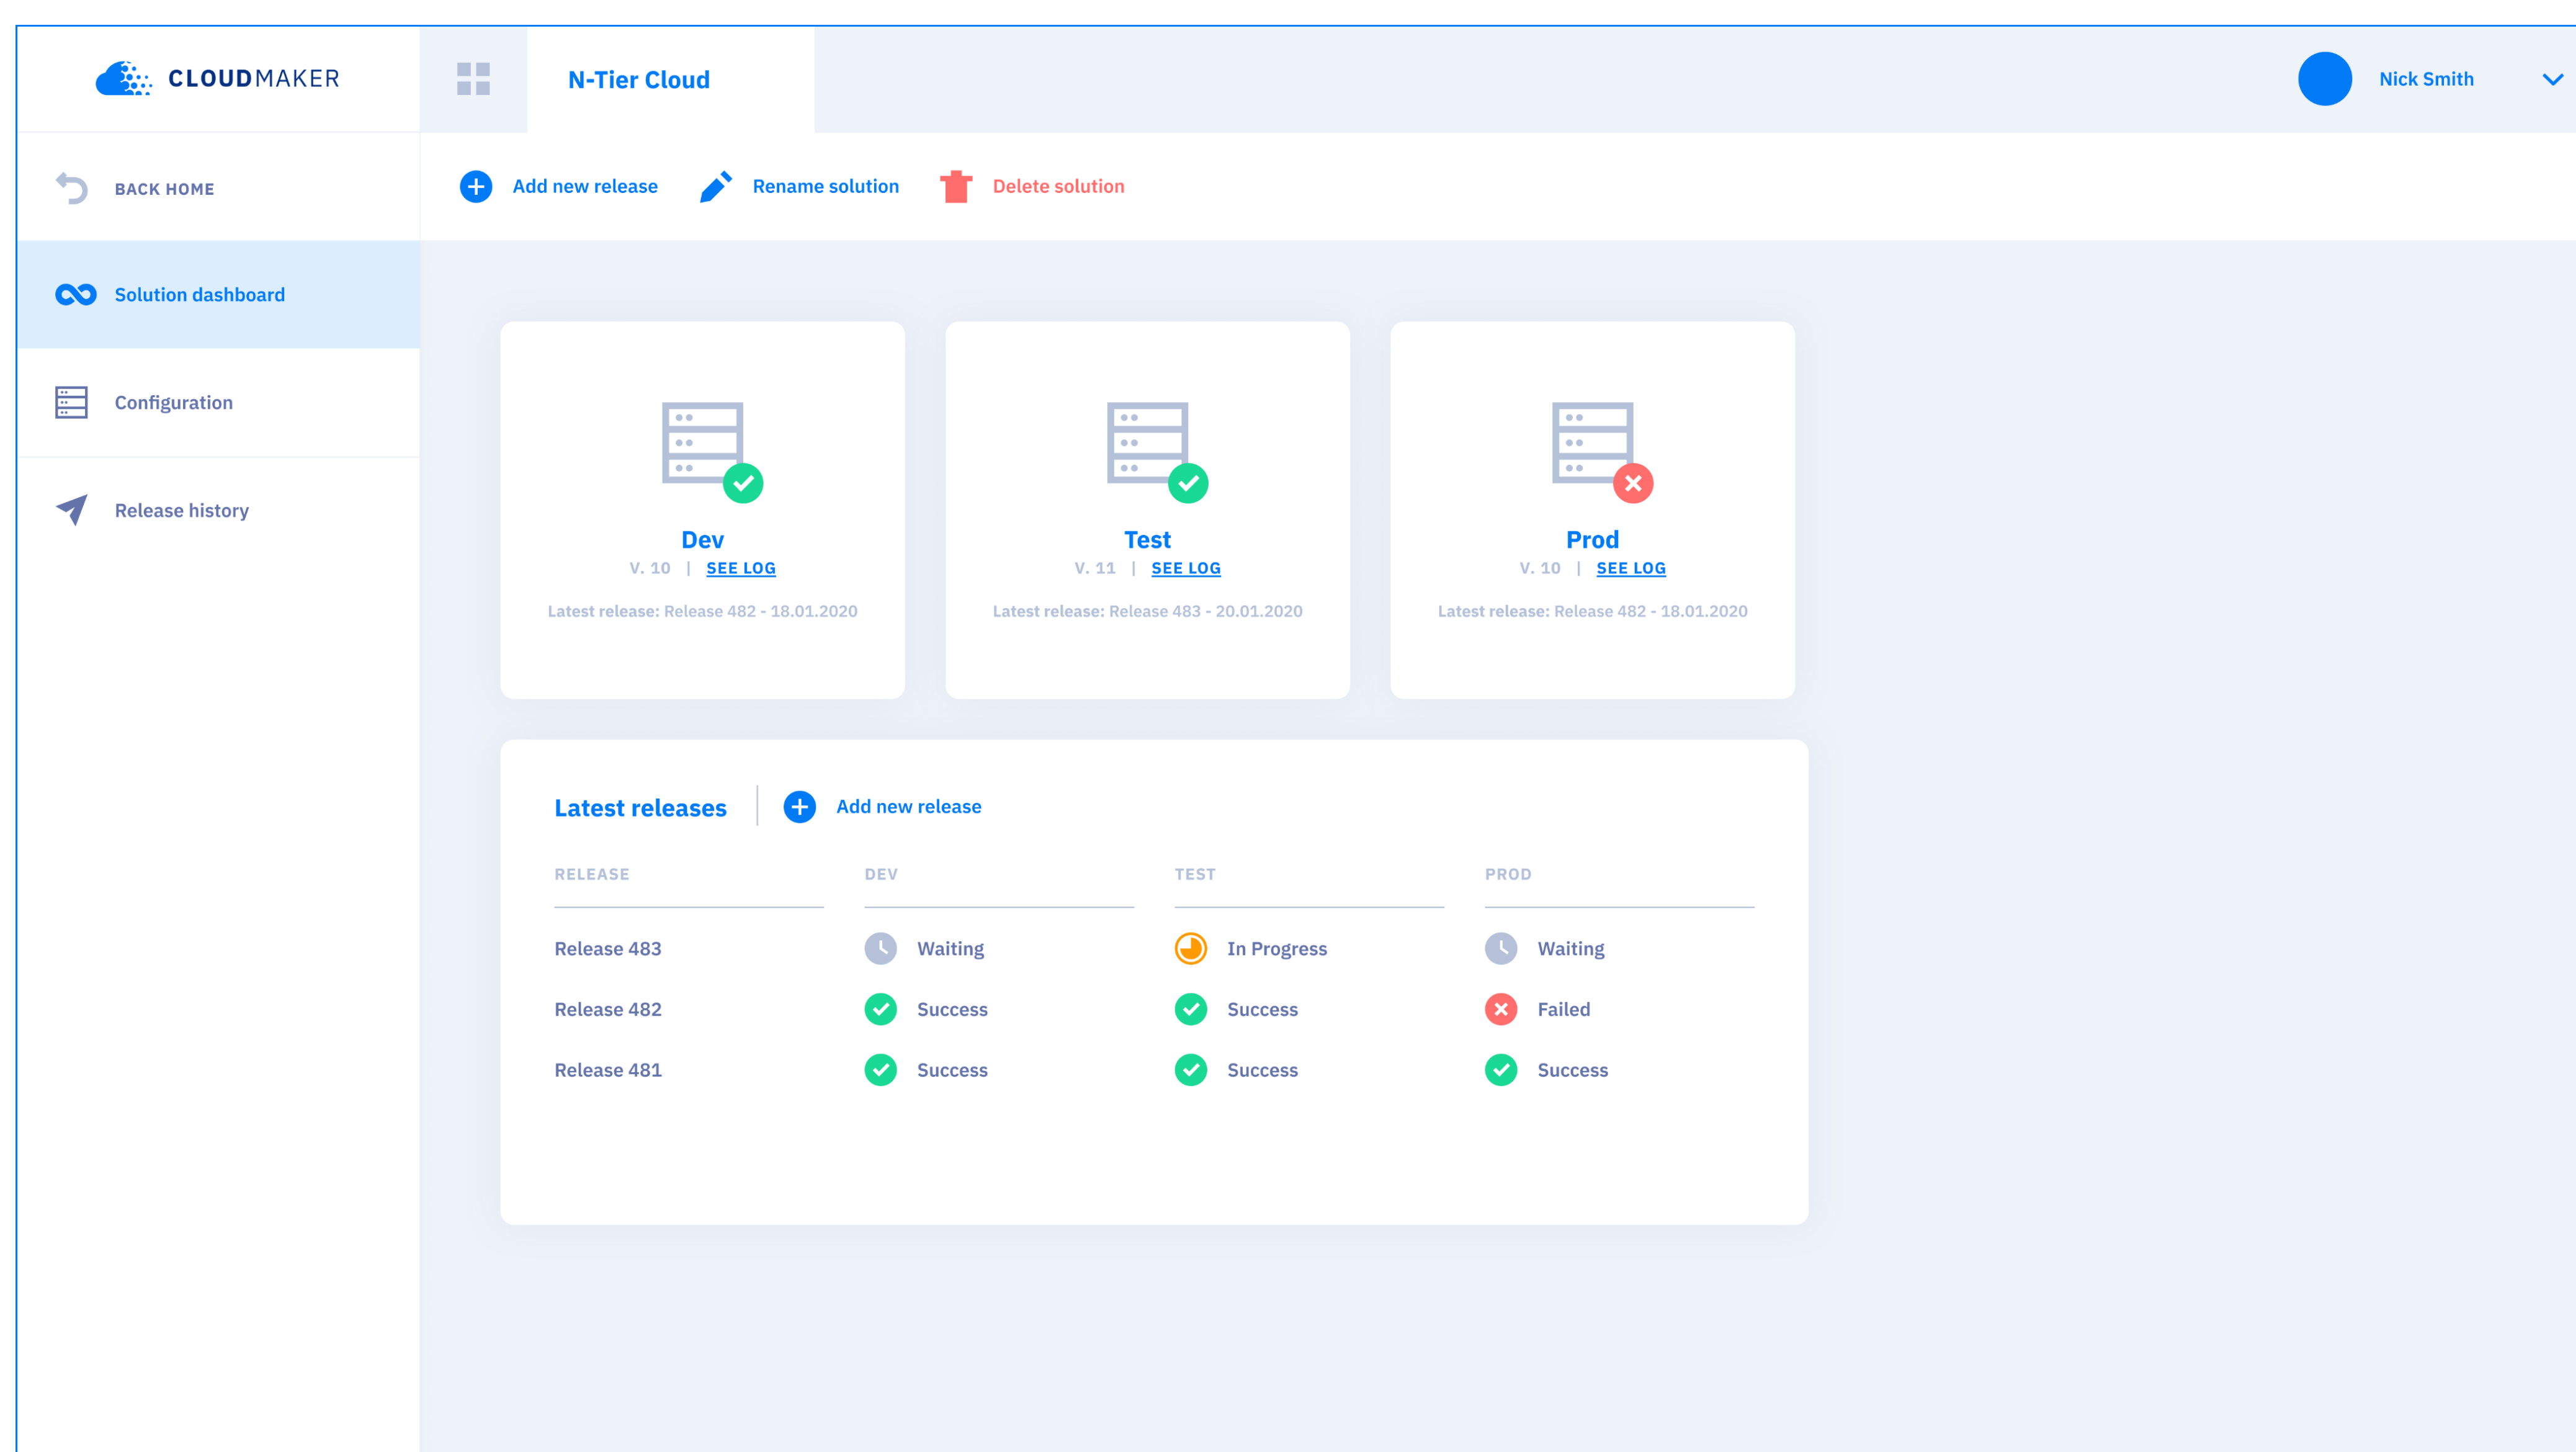 CLOUDMAKER
N-Tier Cloud
Nick Smith
BACK HOME
Add new release
Rename solution
Delete solution
Solution dashboard
Configuration
Release history
Dev
V. 10 | SEE LOG
Latest release: Release 482 - 18.01.2020
Test
V. 11 | SEE LOG
Latest release: Release 483 - 20.01.2020
Prod
V. 10 | SEE LOG
Latest release: Release 482 - 18.01.2020
Latest releases
Add new release
RELEASE DEV TEST PROD
Release 483 Waiting In Progress Waiting
Release 482 Success Success Failed
Release 481 Success Success Success